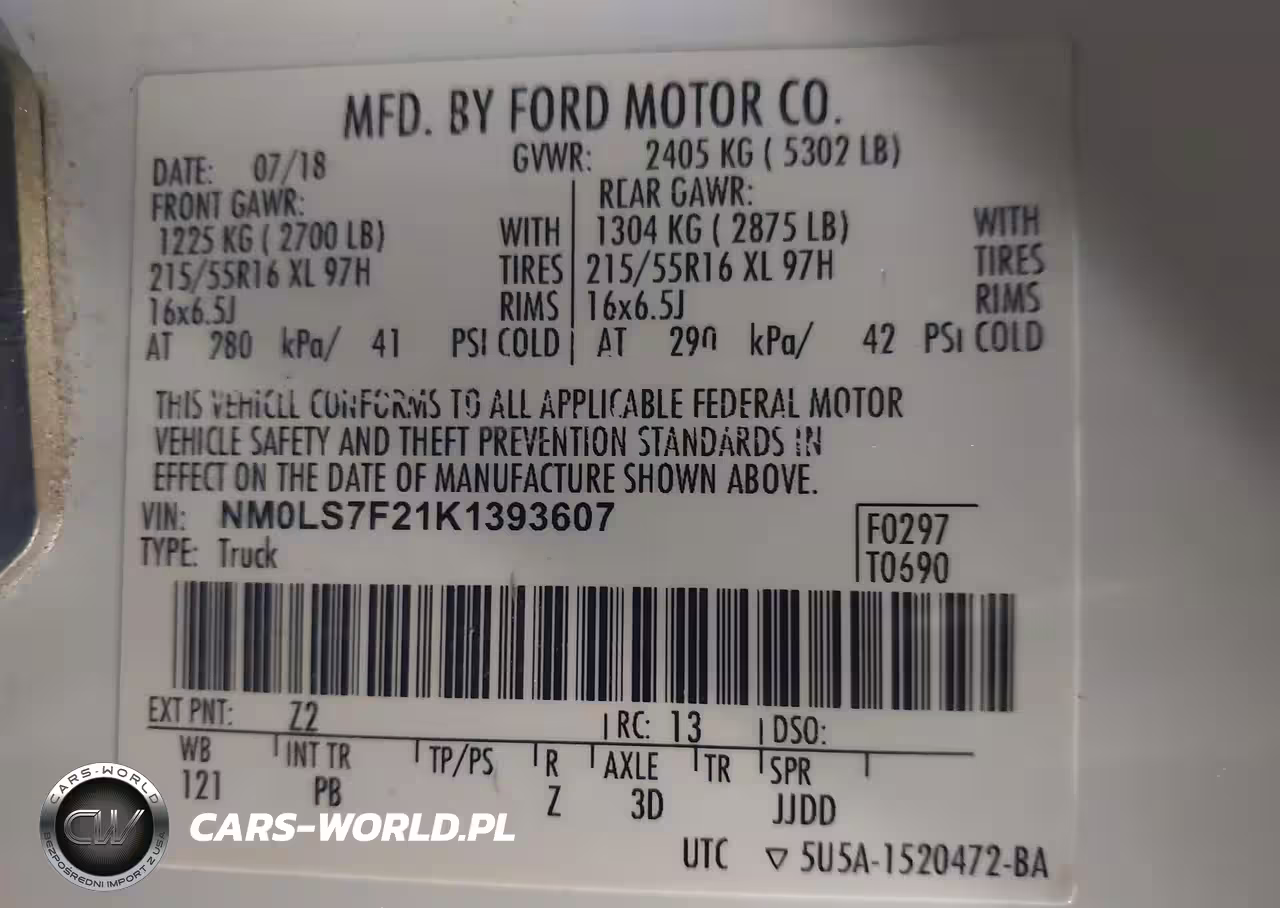 MFD. BY FORD MOTOR CO.
DATE: 07/18 GVWR: 2405 KG ( 5302 LB)
FRONT GAWR: REAR GAWR:
1225 KG ( 2700 LB) WITH 1304 KG ( 2875 LB) WITH
215/55R16 XL 97H TIRES 215/55R16 XL 97H TIRES
16x6.5J RIMS 16x6.5J RIMS
AT 280 kPa/ 41 PSI COLD AT 290 kPa/ 42 PSI COLD
THIS VEHICLE CONFORMS TO ALL APPLICABLE FEDERAL MOTOR
VEHICLE SAFETY AND THEFT PREVENTION STANDARDS IN
EFFECT ON THE DATE OF MANUFACTURE SHOWN ABOVE.
VIN: NM0LS7F21K1393607 F0297
TYPE: Truck T0690
EXT PNT: Z2 RC: 13 DSO:
WB INT TR TP/PS R AXLE TR SPR
121 PB Z 3D JJDD
UTC ▽ 5U5A-1520472-BA
CARS-WORLD
CW
BEZPOŚREDNI IMPORT Z USA
CARS-WORLD.PL